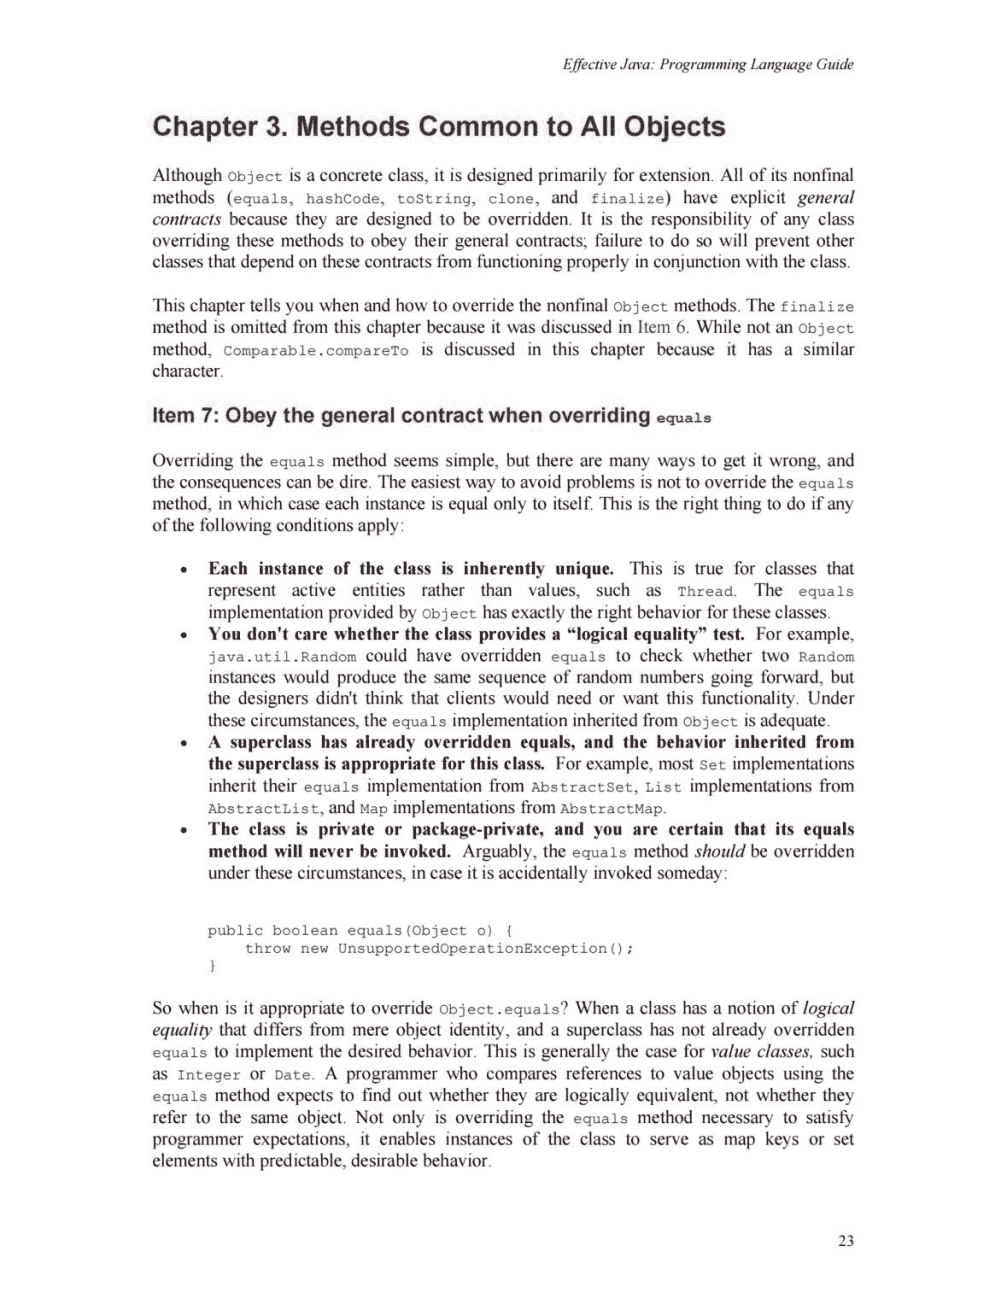 Effective Java: Programming Language Guide
Chapter 3. Methods Common to All Objects
Although Object is a concrete class, it is designed primarily for extension. All of its nonfinal
methods (equals, hashCode, toString, clone, and finalize) have explicit general
contracts because they are designed to be overridden. It is the responsibility of any class
overriding these methods to obey their general contracts; failure to do so will prevent other
classes that depend on these contracts from functioning properly in conjunction with the class.
This chapter tells you when and how to override the nonfinal Object methods. The finalize
method is omitted from this chapter because it was discussed in Item 6. While not an Object
method, Comparable.compareTo is discussed in this chapter because it has a similar
character.
Item 7: Obey the general contract when overriding equals
Overriding the equals method seems simple, but there are many ways to get it wrong, and
the consequences can be dire. The easiest way to avoid problems is not to override the equals
method, in which case each instance is equal only to itself. This is the right thing to do if any
of the following conditions apply:
• Each instance of the class is inherently unique. This is true for classes that
represent active entities rather than values, such as Thread. The equals
implementation provided by Object has exactly the right behavior for these classes.
• You don't care whether the class provides a “logical equality” test. For example,
java.util.Random could have overridden equals to check whether two Random
instances would produce the same sequence of random numbers going forward, but
the designers didn't think that clients would need or want this functionality. Under
these circumstances, the equals implementation inherited from Object is adequate.
• A superclass has already overridden equals, and the behavior inherited from
the superclass is appropriate for this class. For example, most Set implementations
inherit their equals implementation from AbstractSet, List implementations from
AbstractList, and Map implementations from AbstractMap.
• The class is private or package-private, and you are certain that its equals
method will never be invoked. Arguably, the equals method should be overridden
under these circumstances, in case it is accidentally invoked someday:
public boolean equals(Object o) {
throw new UnsupportedOperationException();
}
So when is it appropriate to override Object.equals? When a class has a notion of logical
equality that differs from mere object identity, and a superclass has not already overridden
equals to implement the desired behavior. This is generally the case for value classes, such
as Integer or Date. A programmer who compares references to value objects using the
equals method expects to find out whether they are logically equivalent, not whether they
refer to the same object. Not only is overriding the equals method necessary to satisfy
programmer expectations, it enables instances of the class to serve as map keys or set
elements with predictable, desirable behavior.
23